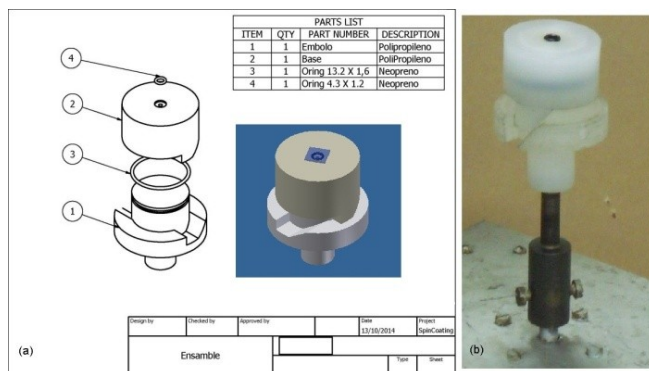 PARTS LIST
ITEM QTY PART NUMBER DESCRIPTION
1 1 Embolo Polipropileno
2 1 Base PoliPropileno
3 1 Oring 13.2 X 1,6 Neopreno
4 1 Oring 4.3 X 1.2 Neopreno
4
2
3
1
Design by Checked by Approved by Date Project
13/10/2014 SpinCoating
Ensamble
Type Sheet
(a)
(b)